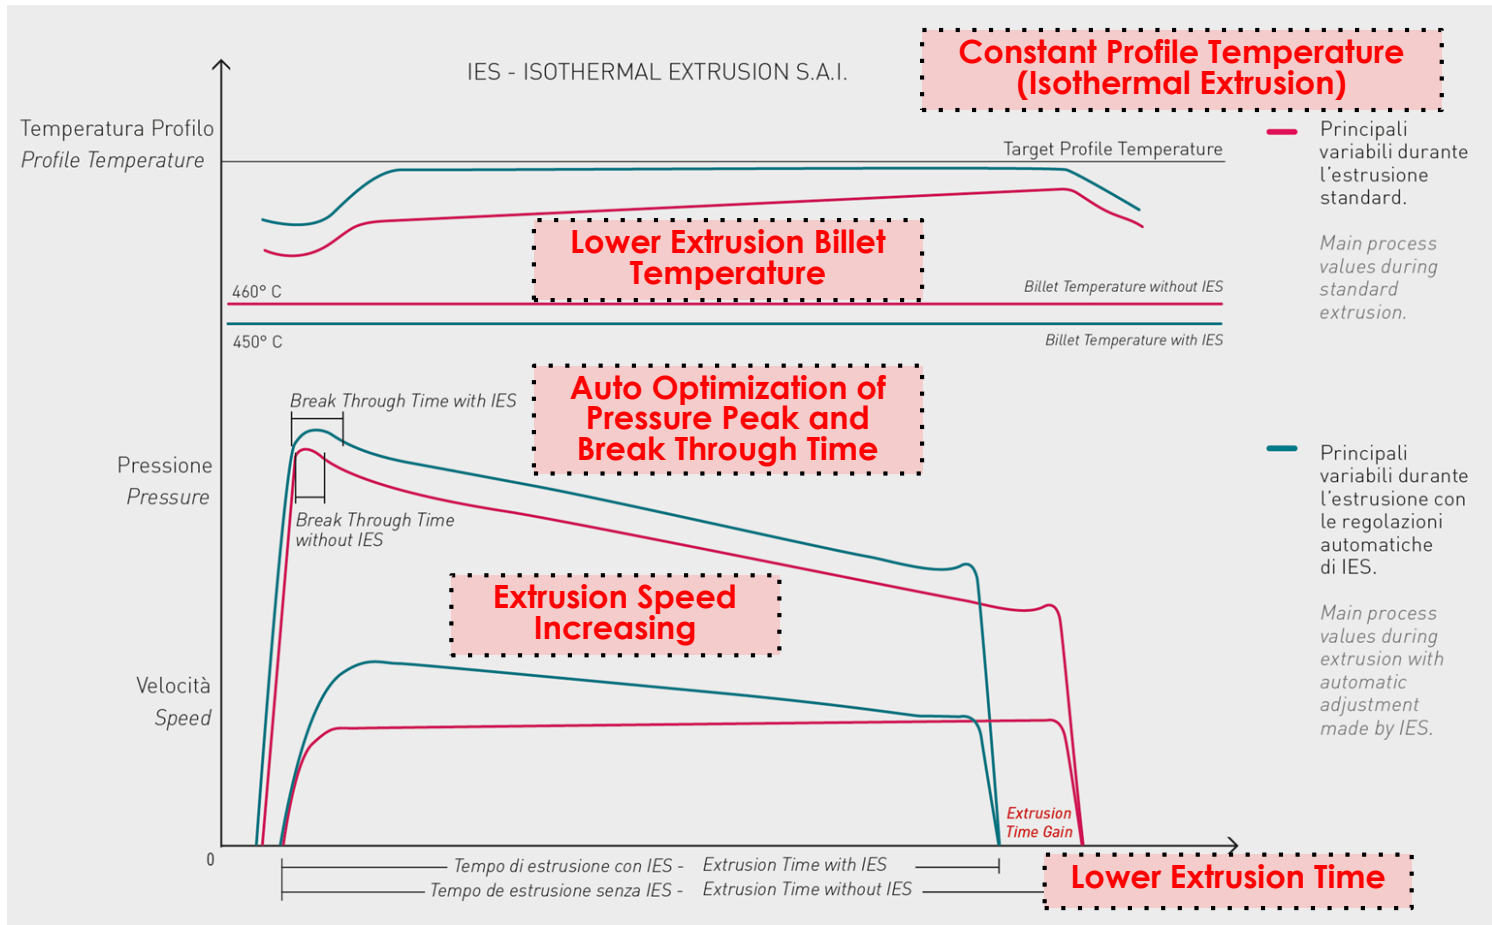 Constant Profile Temperature
(Isothermal Extrusion)
IES - ISOTHERMAL EXTRUSION S.A.I.
Temperatura Profilo
Profile Temperature
Target Profile Temperature
Principali
variabili durante
l'estrusione
standard.
Main process
values during
standard
extrusion.
Lower Extrusion Billet
Temperature
460° C
Billet Temperature without IES
450° C
Billet Temperature with IES
Auto Optimization of
Pressure Peak and
Break Through Time
Break Through Time with IES
Pressione
Pressure
Break Through Time
without IES
Principali
variabili durante
l'estrusione con
le regolazioni
automatiche
di IES.
Main process
values during
extrusion with
automatic
adjustment
made by IES.
Extrusion Speed
Increasing
Velocità
Speed
Extrusion
Time Gain
0
Tempo di estrusione con IES - Extrusion Time with IES
Tempo de estrusione senza IES - Extrusion Time without IES
Lower Extrusion Time